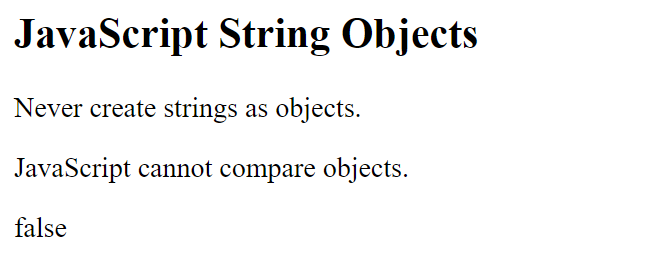 JavaScript String Objects
Never create strings as objects.
JavaScript cannot compare objects.
false